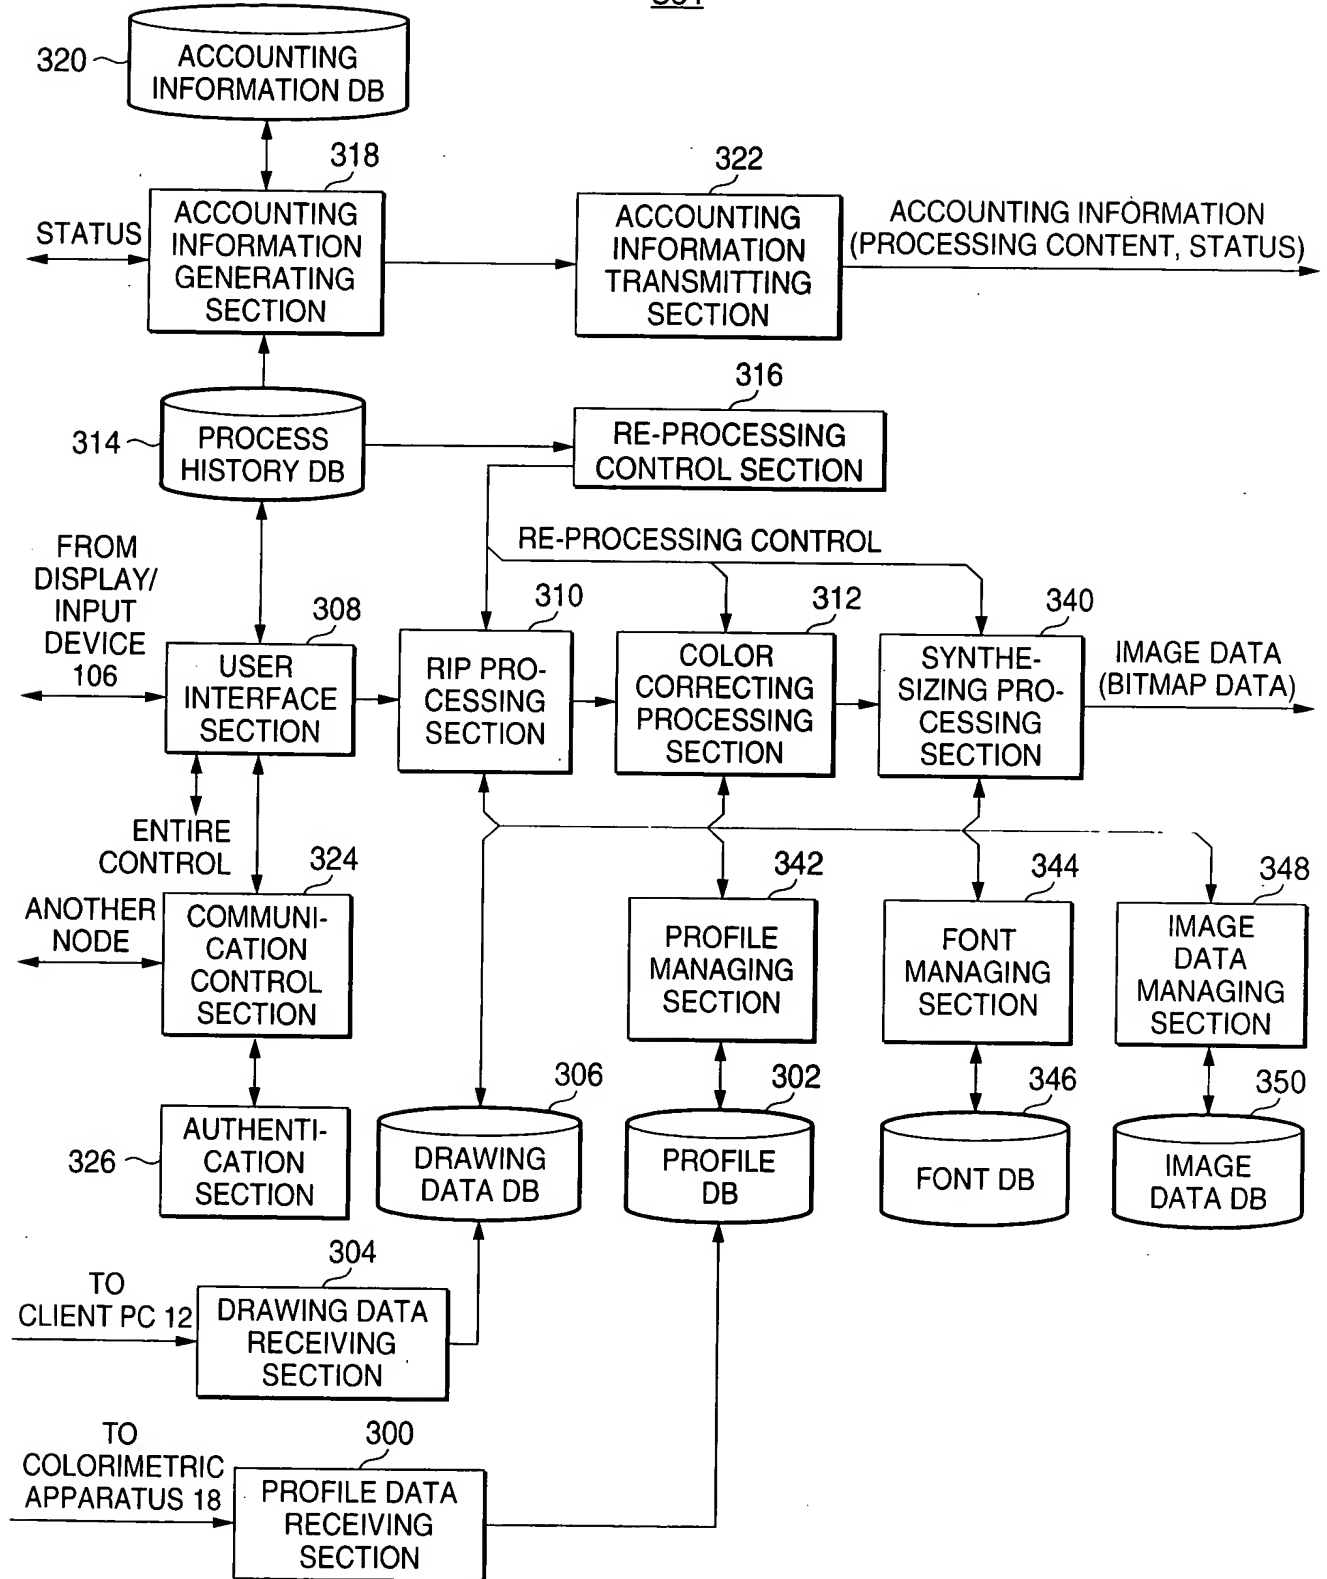 320
ACCOUNTING
INFORMATION DB
318
322
STATUS
ACCOUNTING
INFORMATION
GENERATING
SECTION
ACCOUNTING
INFORMATION
TRANSMITTING
SECTION
ACCOUNTING INFORMATION
(PROCESSING CONTENT, STATUS)
316
314
PROCESS
HISTORY DB
RE-PROCESSING
CONTROL SECTION
RE-PROCESSING CONTROL
FROM
DISPLAY/
INPUT
DEVICE
106
308
310
312
340
USER
INTERFACE
SECTION
RIP PRO-
CESSING
SECTION
COLOR
CORRECTING
PROCESSING
SECTION
SYNTHE-
SIZING PRO-
CESSING
SECTION
IMAGE DATA
(BITMAP DATA)
ENTIRE
CONTROL
324
342
344
348
ANOTHER
NODE
COMMUNI-
CATION
CONTROL
SECTION
PROFILE
MANAGING
SECTION
FONT
MANAGING
SECTION
IMAGE
DATA
MANAGING
SECTION
306
302
346
350
326
AUTHENTI-
CATION
SECTION
DRAWING
DATA DB
PROFILE
DB
FONT DB
IMAGE
DATA DB
304
TO
CLIENT PC 12
DRAWING DATA
RECEIVING
SECTION
300
TO
COLORIMETRIC
APPARATUS 18
PROFILE DATA
RECEIVING
SECTION